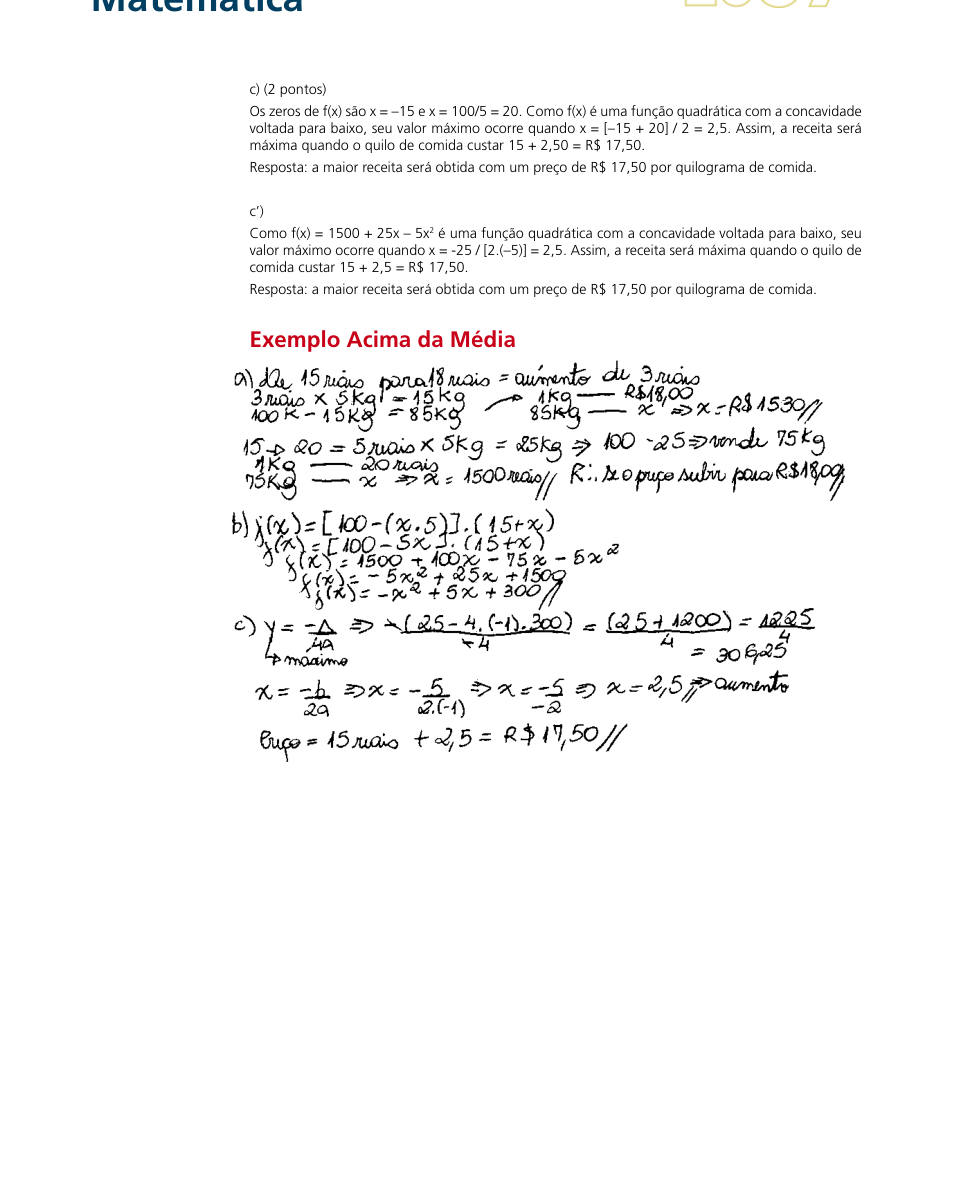 Matemática
c) (2 pontos)
Os zeros de f(x) são x = –15 e x = 100/5 = 20. Como f(x) é uma função quadrática com a concavidade
voltada para baixo, seu valor máximo ocorre quando x = [–15 + 20] / 2 = 2,5. Assim, a receita será
máxima quando o quilo de comida custar 15 + 2,50 = R$ 17,50.
Resposta: a maior receita será obtida com um preço de R$ 17,50 por quilograma de comida.
c’)
Como f(x) = 1500 + 25x – 5x² é uma função quadrática com a concavidade voltada para baixo, seu
valor máximo ocorre quando x = -25 / [2.(–5)] = 2,5. Assim, a receita será máxima quando o quilo de
comida custar 15 + 2,5 = R$ 17,50.
Resposta: a maior receita será obtida com um preço de R$ 17,50 por quilograma de comida.
Exemplo Acima da Média
a) De 15 reais para 18 reais = aumento de 3 reais
3 reais x 5Kg = 15Kg → 1Kg — R$18,00
100K - 15Kg = 85Kg 85Kg — x ⇒ x = R$ 1530//
15 → 20 = 5 reais x 5Kg = 25Kg ⇒ 100 - 25 ⇒ vende 75Kg
1Kg — 20 reais
75Kg — x ⇒ x = 1500 reais// R∴ se o preço subir para R$18,00,
b) f(x) = [100 - (x.5)].(15+x)
f(x) = [100 - 5x].(15+x)
f(x) = 1500 + 100x - 75x - 5x²
f(x) = -5x² + 25x + 1500
f(x) = -x² + 5x + 300//
c) y = -Δ/4a ⇒ -(25 - 4.(-1).300)/-4 = (25 + 1200)/4 = 1225/4
↳ máximo = 306,25
x = -b/2a ⇒ x = -5/2.(-1) ⇒ x = -5/-2 ⇒ x = 2,5// ⇒ aumento
Preço = 15 reais + 2,5 = R$ 17,50//